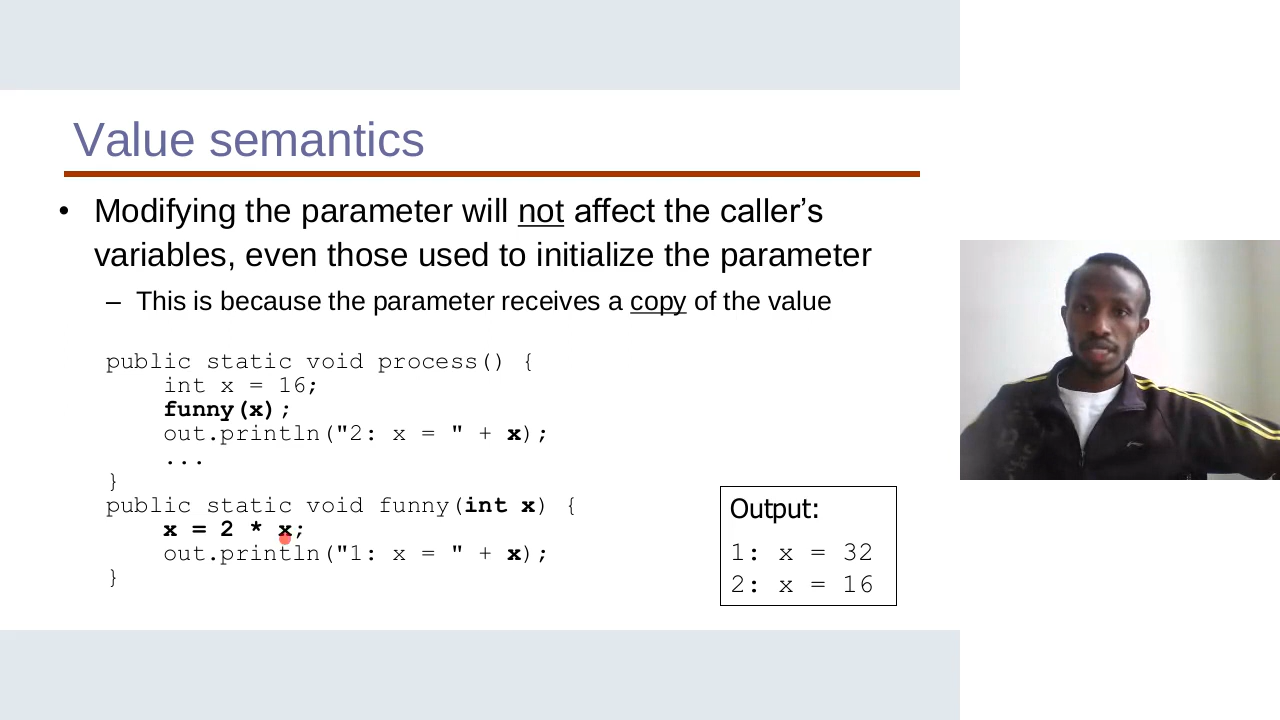 Value semantics
• Modifying the parameter will not affect the caller’s
variables, even those used to initialize the parameter
– This is because the parameter receives a copy of the value
public static void process() {
    int x = 16;
    funny(x);
    out.println("2: x = " + x);
    ...
}
public static void funny(int x) {
    x = 2 * x;
    out.println("1: x = " + x);
}
Output:
1: x = 32
2: x = 16